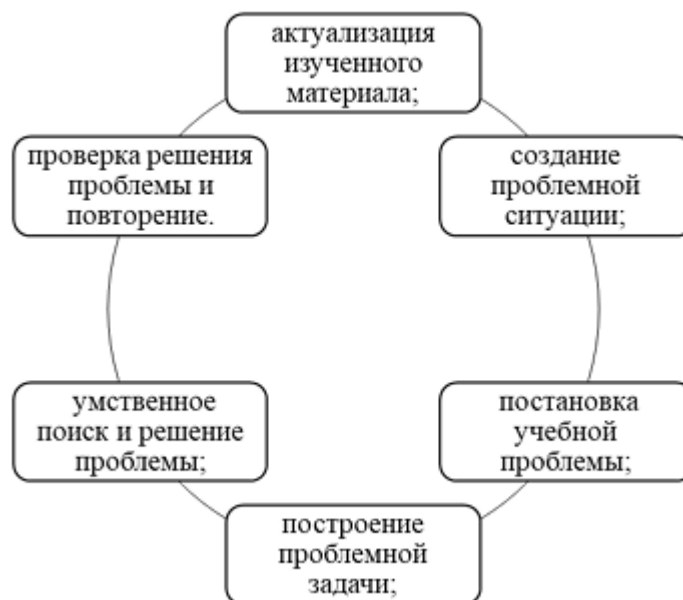 актуализация
изученного
материала;
создание
проблемной
ситуации;
постановка
учебной
проблемы;
построение
проблемной
задачи;
умственное
поиск и решение
проблемы;
проверка решения
проблемы и
повторение.